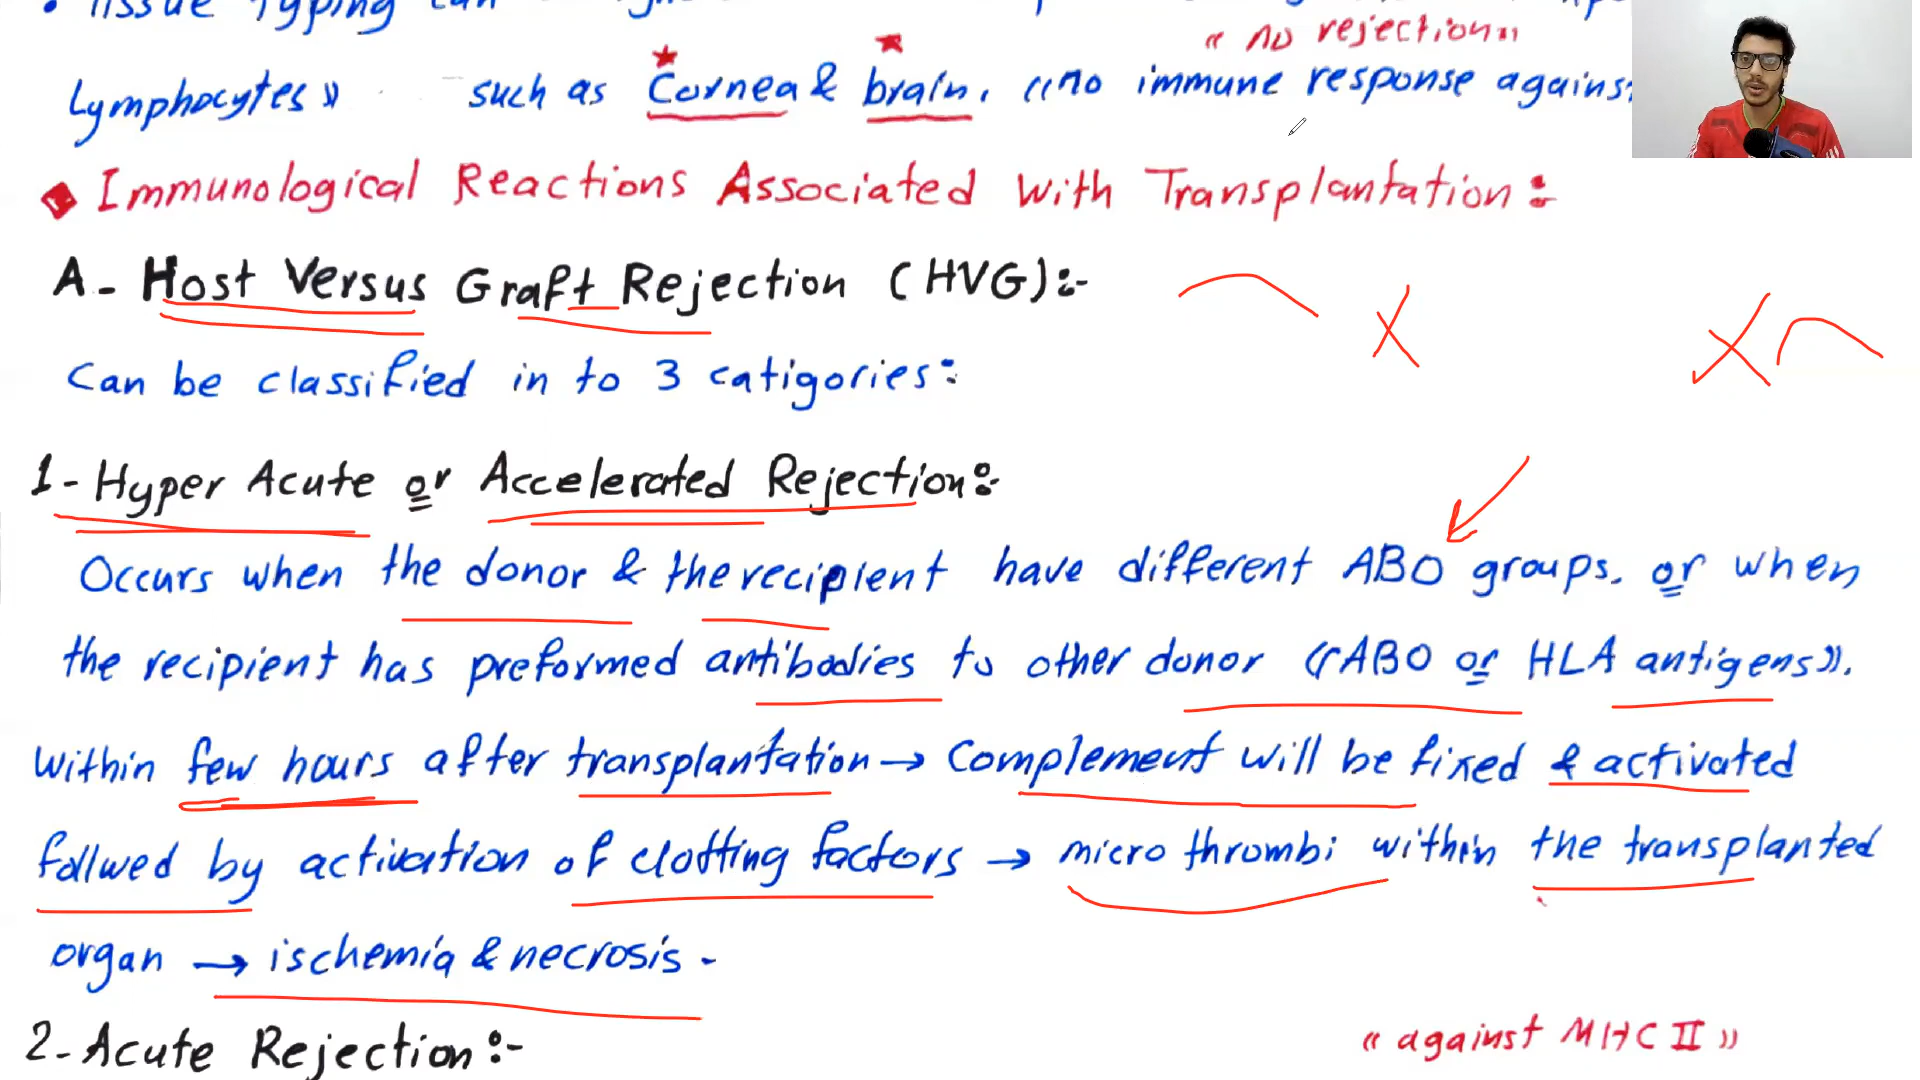 • Tissue Typing can
« no rejection»
Lymphocytes» such as Cornea & brain. «no immune response agains
Immunological Reactions Associated with Transplantation:-
A- Host Versus Graft Rejection (HVG):-
Can be classified in to 3 catigories:
1- Hyper Acute or Accelerated Rejection:-
Occurs when the donor & the recipient have different ABO groups. or when
the recipient has preformed antibodies to other donor «ABO or HLA antigens».
Within few hours after transplantation → Complement will be fixed & activated
follwed by activation of clotting factors → micro thrombi within the transplanted
organ → ischemia & necrosis.
2- Acute Rejection:-
« against MHC II »